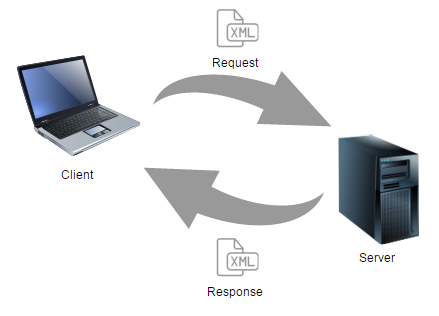 XML
Request
Client
Server
XML
Response